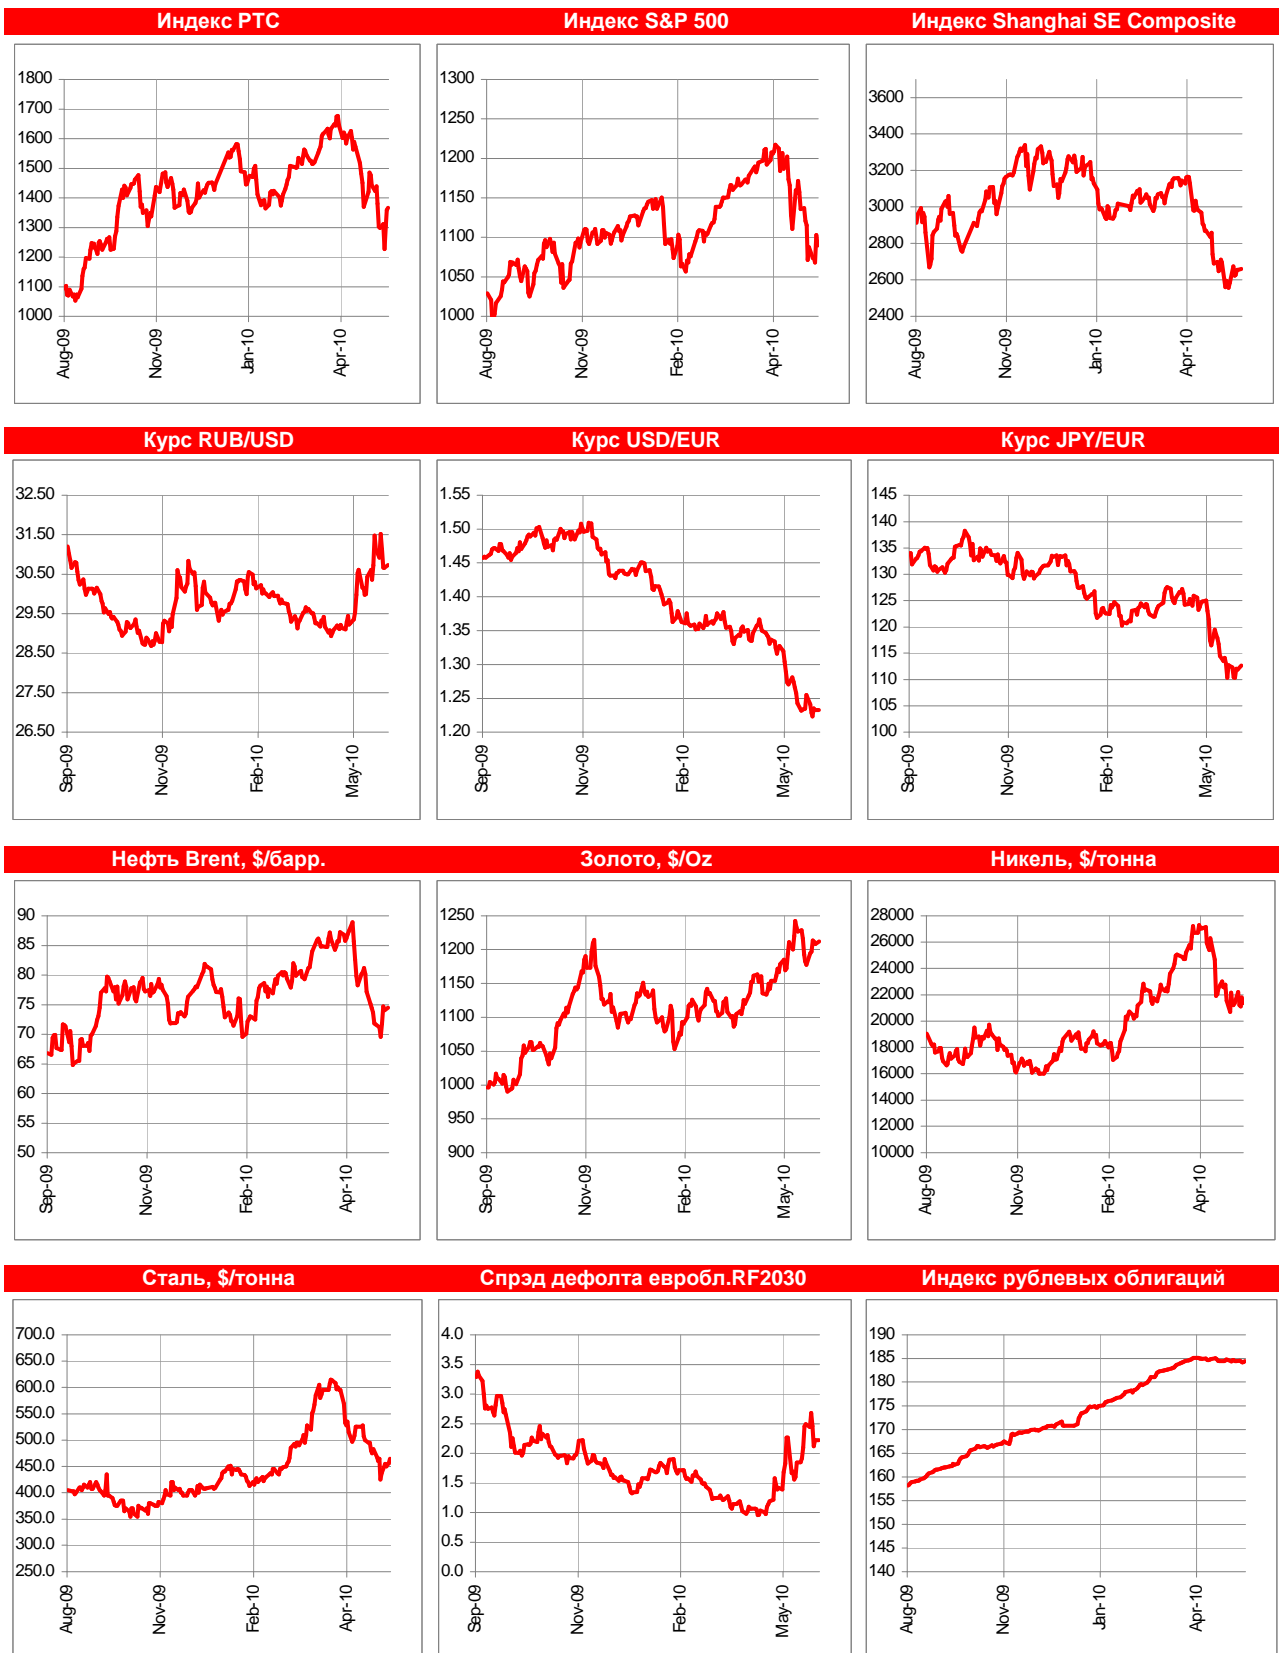 Индекс РТС
1800
1700
1600
1500
1400
1300
1200
1100
1000
Aug-09
Nov-09
Jan-10
Apr-10
Индекс S&P 500
1300
1250
1200
1150
1100
1050
1000
Aug-09
Nov-09
Feb-10
Apr-10
Индекс Shanghai SE Composite
3600
3400
3200
3000
2800
2600
2400
Aug-09
Nov-09
Jan-10
Apr-10
Курс RUB/USD
32.50
31.50
30.50
29.50
28.50
27.50
26.50
Sep-09
Nov-09
Feb-10
May-10
Курс USD/EUR
1.55
1.50
1.45
1.40
1.35
1.30
1.25
1.20
Sep-09
Nov-09
Feb-10
May-10
Курс JPY/EUR
145
140
135
130
125
120
115
110
105
100
Sep-09
Nov-09
Feb-10
May-10
Нефть Brent, $/барр.
90
85
80
75
70
65
60
55
50
Sep-09
Nov-09
Feb-10
Apr-10
Золото, $/Oz
1250
1200
1150
1100
1050
1000
950
900
Sep-09
Nov-09
Feb-10
May-10
Никель, $/тонна
28000
26000
24000
22000
20000
18000
16000
14000
12000
10000
Aug-09
Nov-09
Feb-10
Apr-10
Сталь, $/тонна
700.0
650.0
600.0
550.0
500.0
450.0
400.0
350.0
300.0
250.0
Aug-09
Nov-09
Feb-10
Apr-10
Спрэд дефолта евробл.RF2030
4.0
3.5
3.0
2.5
2.0
1.5
1.0
0.5
0.0
Sep-09
Nov-09
Feb-10
May-10
Индекс рублевых облигаций
190
185
180
175
170
165
160
155
150
145
140
Aug-09
Nov-09
Jan-10
Apr-10